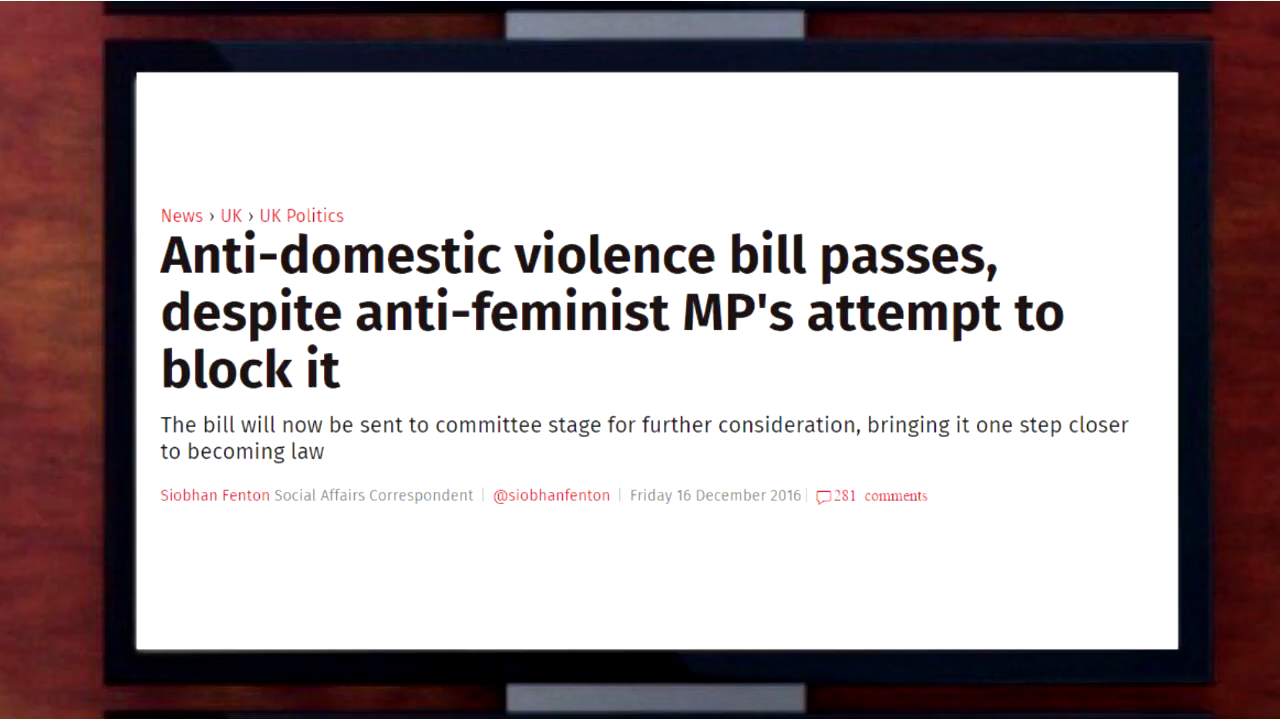 News › UK › UK Politics
Anti-domestic violence bill passes,
despite anti-feminist MP's attempt to
block it
The bill will now be sent to committee stage for further consideration, bringing it one step closer
to becoming law
Siobhan Fenton Social Affairs Correspondent | @siobhanfenton | Friday 16 December 2016 | 281 comments